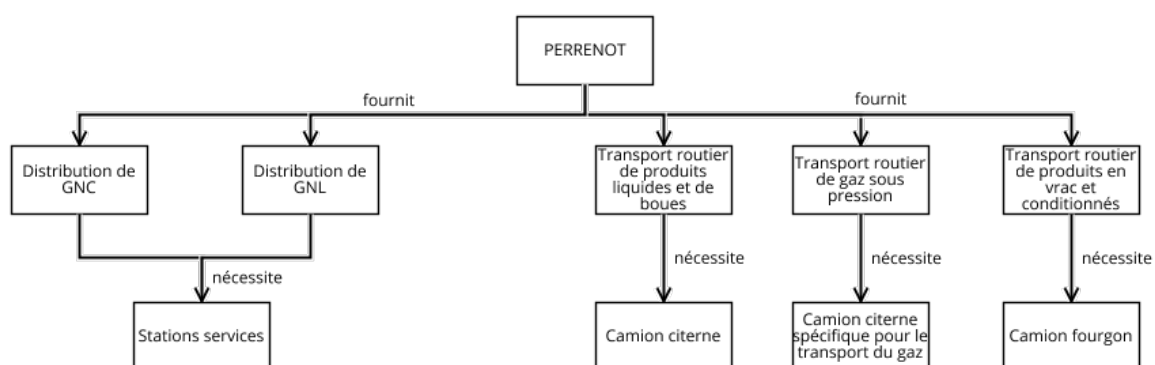 PERRENOT
fournit
fournit
Distribution de
GNC
Distribution de
GNL
Transport routier
de produits
liquides et de
boues
Transport routier
de gaz sous
pression
Transport routier
de produits en
vrac et
conditionnés
nécessite
nécessite
nécessite
nécessite
Stations services
Camion citerne
Camion citerne
spécifique pour le
transport du gaz
Camion fourgon